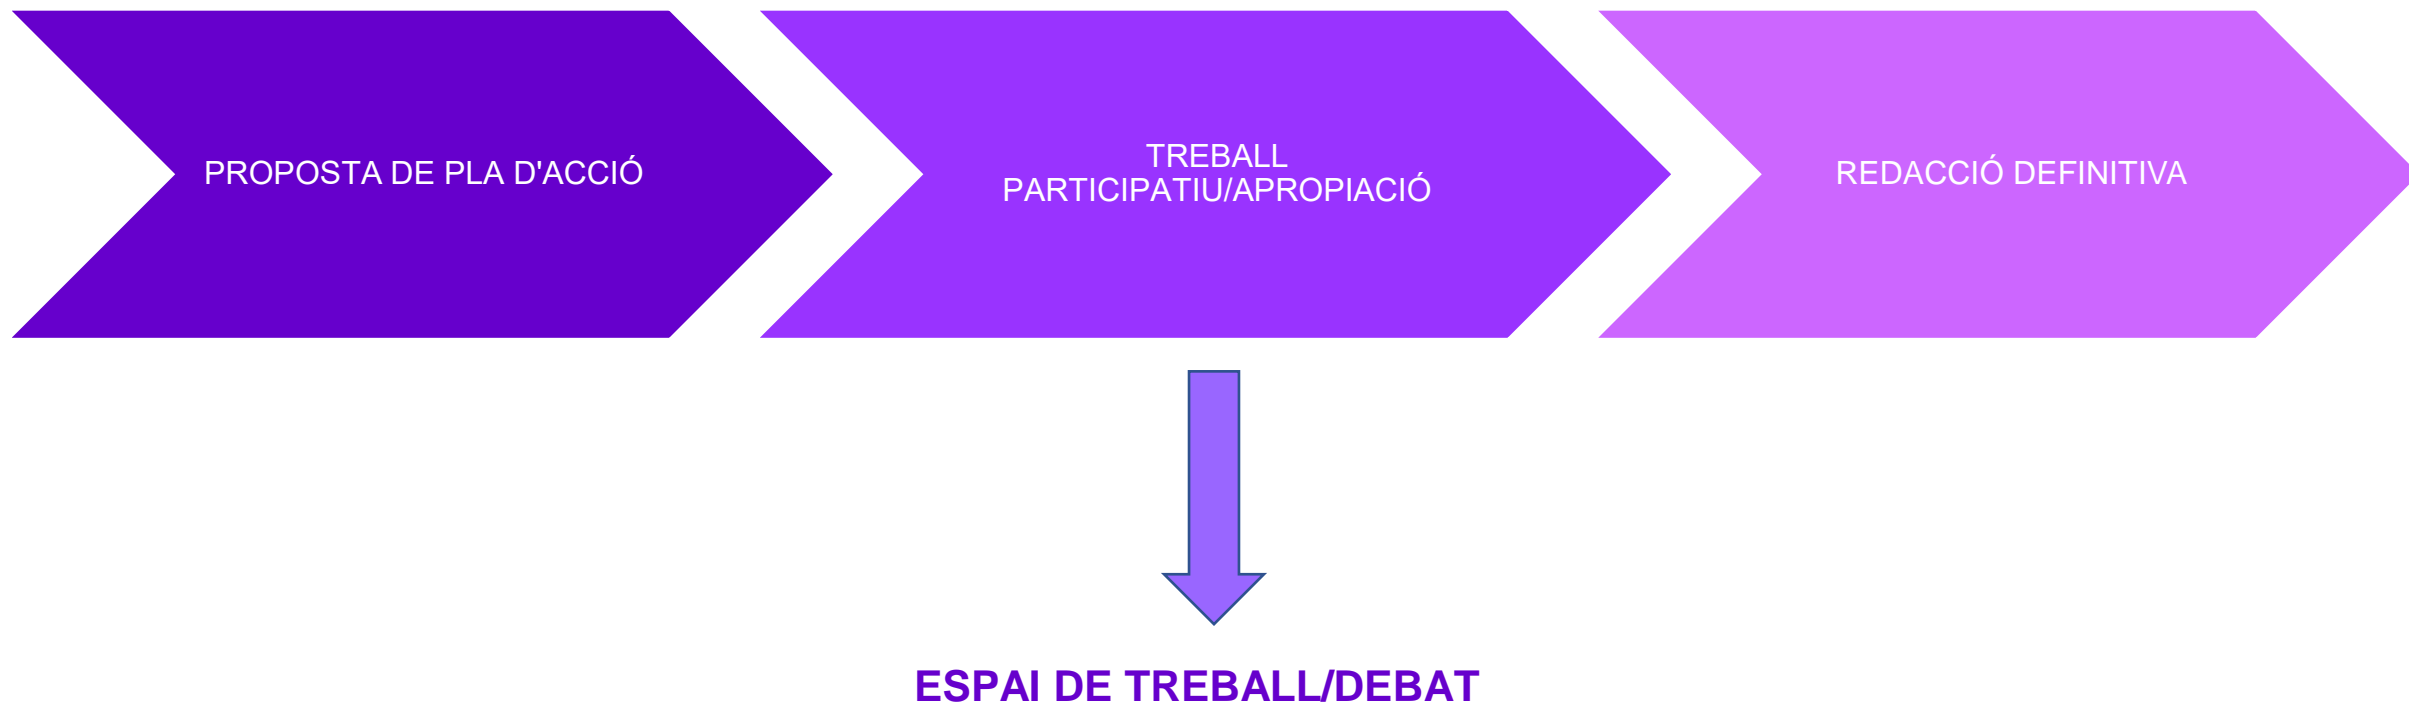 PROPOSTA DE PLA D'ACCIÓ
TREBALL
PARTICIPATIU/APROPIACIÓ
REDACCIÓ DEFINITIVA
ESPAI DE TREBALL/DEBAT